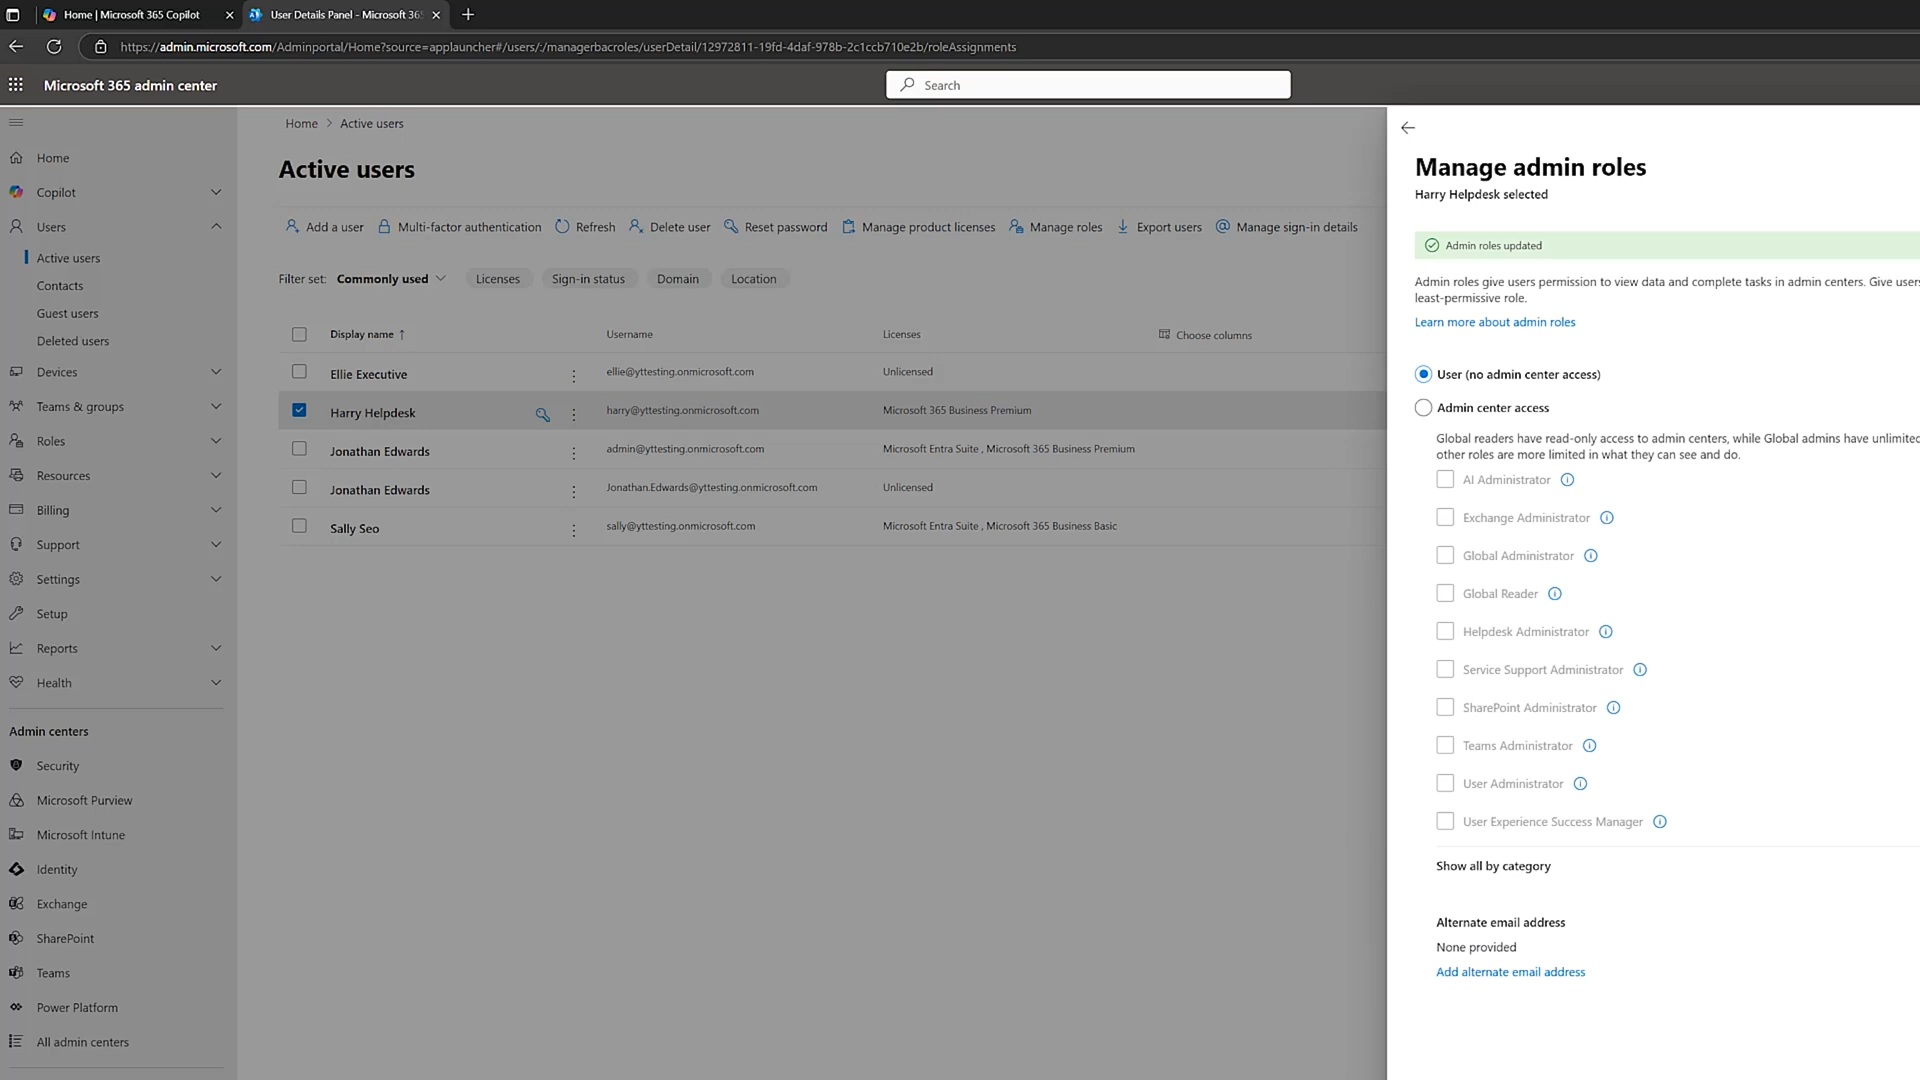 Home | Microsoft 365 Copilot
User Details Panel - Microsoft 365
https://admin.microsoft.com/Adminportal/Home?source=applauncher#/users/:/managerbacroles/userDetail/12972811-19fd-4daf-978b-2c1ccb710e2b/roleAssignments
Microsoft 365 admin center
Search
Home
Copilot
Users
Active users
Contacts
Guest users
Deleted users
Devices
Teams & groups
Roles
Resources
Billing
Support
Settings
Setup
Reports
Health
Admin centers
Security
Microsoft Purview
Microsoft Intune
Identity
Exchange
SharePoint
Teams
Power Platform
All admin centers
Home > Active users
Active users
Add a user Multi-factor authentication Refresh Delete user Reset password Manage product licenses Manage roles Export users Manage sign-in details
Filter set: Commonly used Licenses Sign-in status Domain Location
Display name ↑ Username Licenses Choose columns
Ellie Executive ellie@yttesting.onmicrosoft.com Unlicensed
Harry Helpdesk harry@yttesting.onmicrosoft.com Microsoft 365 Business Premium
Jonathan Edwards admin@yttesting.onmicrosoft.com Microsoft Entra Suite , Microsoft 365 Business Premium
Jonathan Edwards Jonathan.Edwards@yttesting.onmicrosoft.com Unlicensed
Sally Seo sally@yttesting.onmicrosoft.com Microsoft Entra Suite , Microsoft 365 Business Basic
Manage admin roles
Harry Helpdesk selected
Admin roles updated
Admin roles give users permission to view data and complete tasks in admin centers. Give users
least-permissive role.
Learn more about admin roles
User (no admin center access)
Admin center access
Global readers have read-only access to admin centers, while Global admins have unlimited
other roles are more limited in what they can see and do.
AI Administrator
Exchange Administrator
Global Administrator
Global Reader
Helpdesk Administrator
Service Support Administrator
SharePoint Administrator
Teams Administrator
User Administrator
User Experience Success Manager
Show all by category
Alternate email address
None provided
Add alternate email address